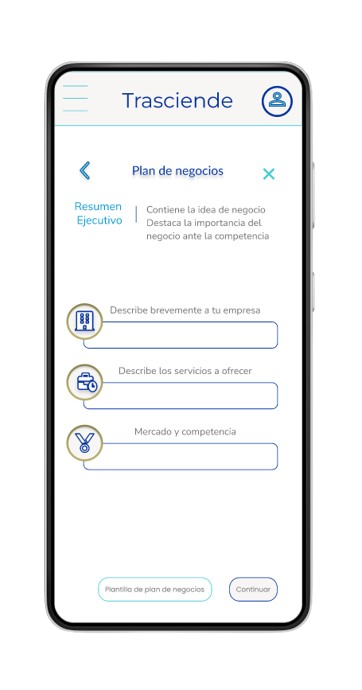 Trasciende
Plan de negocios
Resumen
Ejecutivo
Contiene la idea de negocio
Destaca la importancia del
negocio ante la competencia
Describe brevemente a tu empresa
Describe los servicios a ofrecer
Mercado y competencia
Plantilla de plan de negocios
Continuar